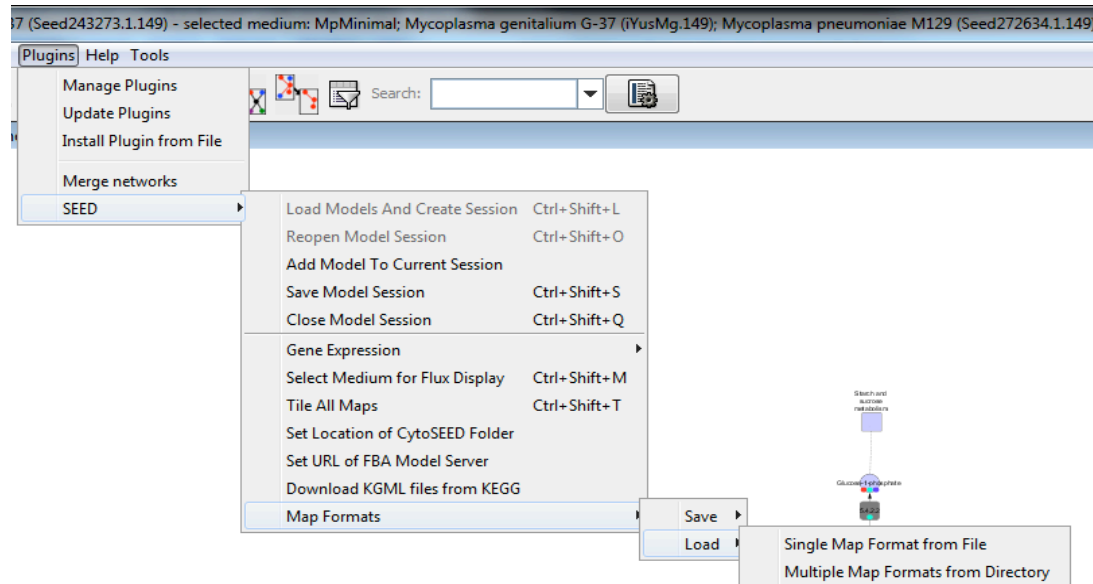 37 (Seed243273.1.149) - selected medium: MpMinimal; Mycoplasma genitalium G-37 (iYusMg.149); Mycoplasma pneumoniae M129 (Seed272634.1.149)
Plugins Help Tools
Manage Plugins
Search:
Update Plugins
Install Plugin from File
Merge networks
SEED
Load Models And Create Session Ctrl+Shift+L
Reopen Model Session Ctrl+Shift+O
Add Model To Current Session
Save Model Session Ctrl+Shift+S
Close Model Session Ctrl+Shift+Q
Gene Expression
Select Medium for Flux Display Ctrl+Shift+M
Tile All Maps Ctrl+Shift+T
Set Location of CytoSEED Folder
Set URL of FBA Model Server
Download KGML files from KEGG
Map Formats
Save
Load
Single Map Format from File
Multiple Map Formats from Directory
Starch and
sucrose
metabolism
Glucose-1-phosphate
5.4.2.2